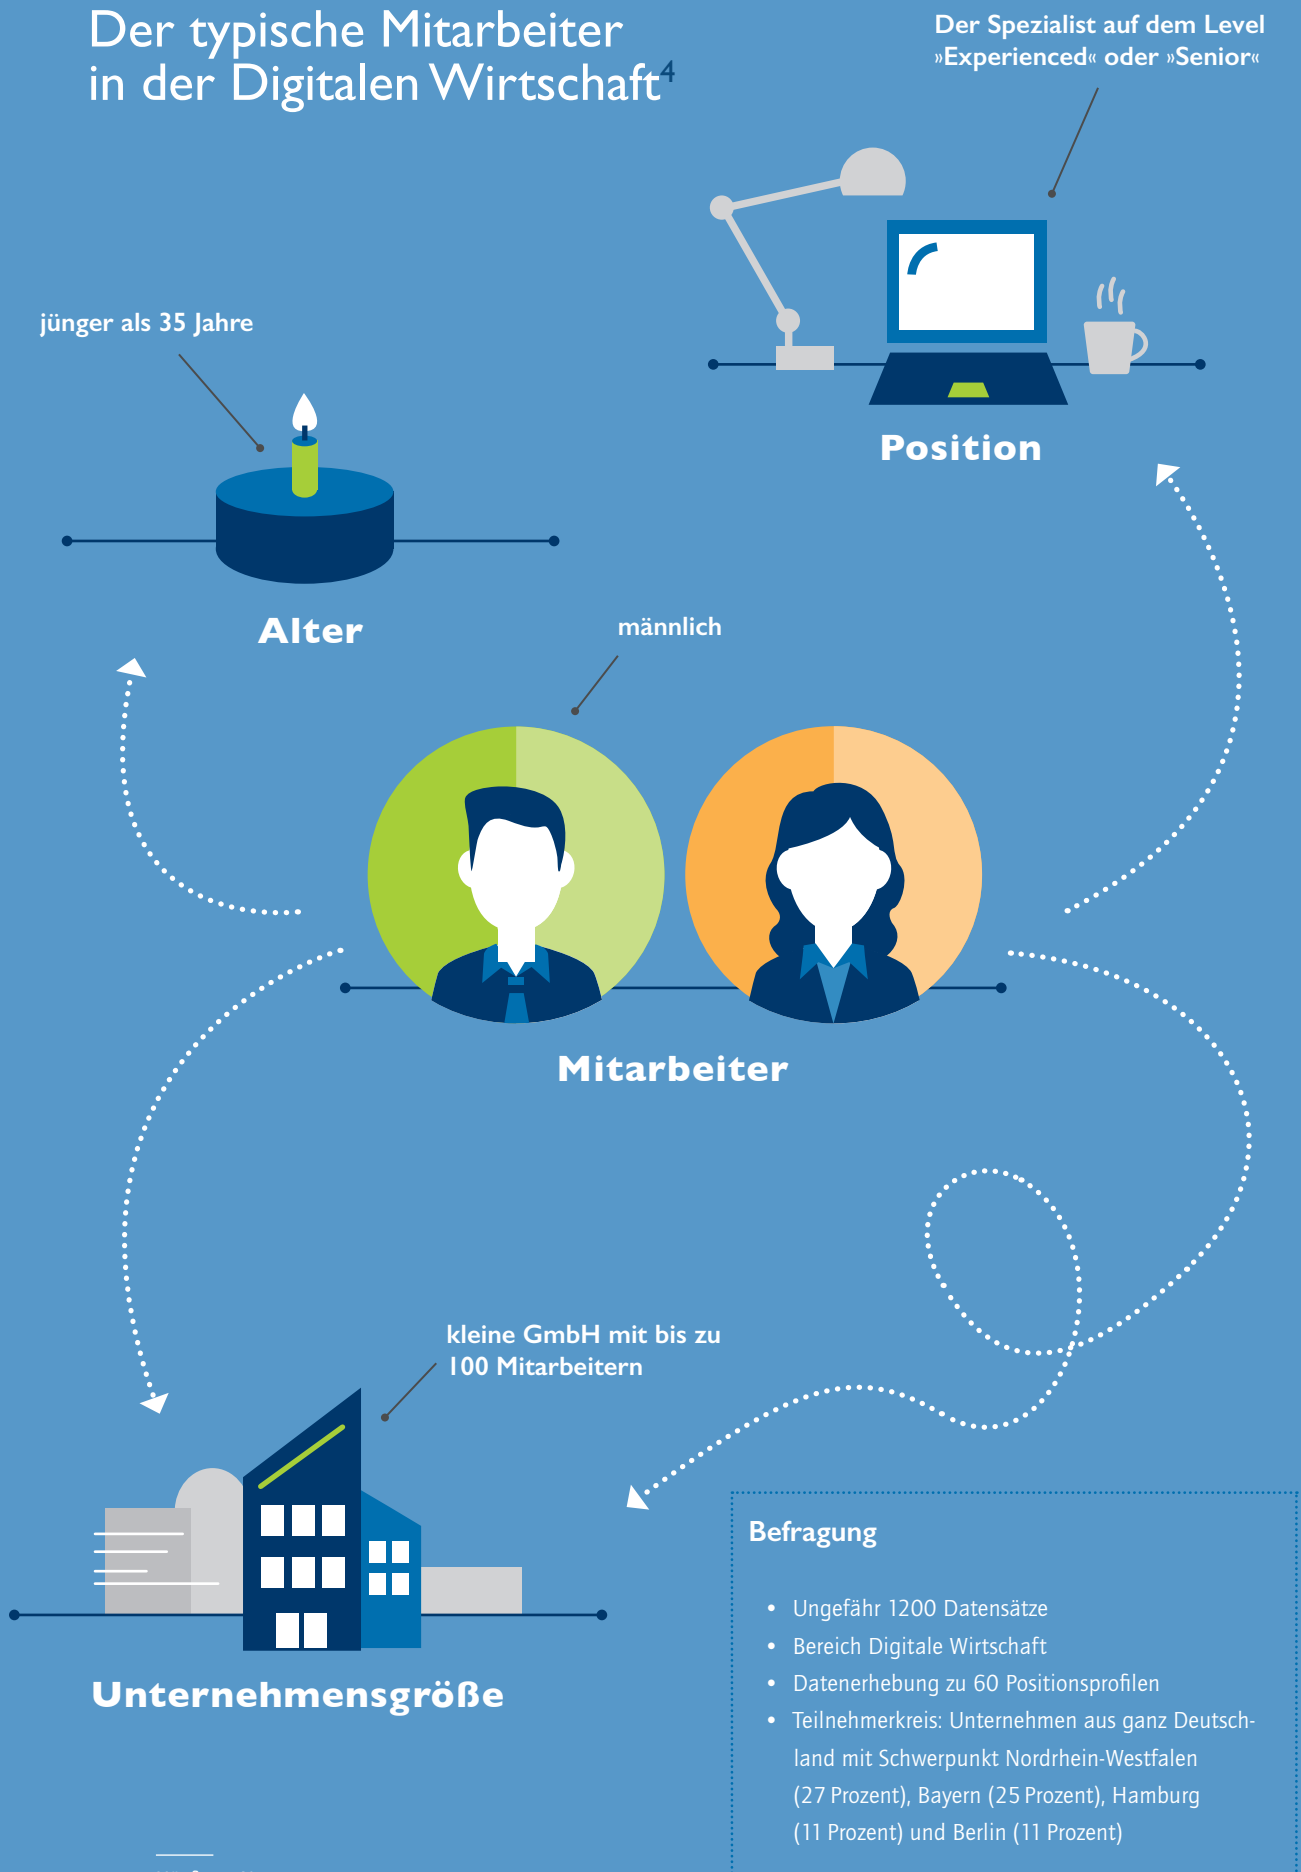 Der typische Mitarbeiter
in der Digitalen Wirtschaft4
Der Spezialist auf dem Level
»Experienced« oder »Senior«
jünger als 35 Jahre
Position
Alter
männlich
Mitarbeiter
kleine GmbH mit bis zu
100 Mitarbeitern
Unternehmensgröße
Befragung
• Ungefähr 1200 Datensätze
• Bereich Digitale Wirtschaft
• Datenerhebung zu 60 Positionsprofilen
• Teilnehmerkreis: Unternehmen aus ganz Deutsch-
land mit Schwerpunkt Nordrhein-Westfalen
(27 Prozent), Bayern (25 Prozent), Hamburg
(11 Prozent) und Berlin (11 Prozent)